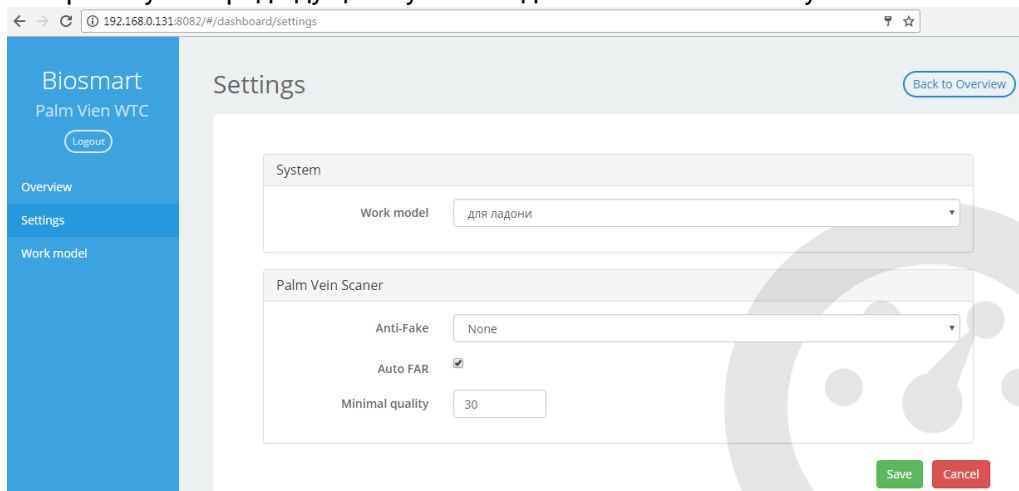 192.168.0.131:8082/#/dashboard/settings
Biosmart
Palm Vien WTC
Logout
Overview
Settings
Work model
Settings
Back to Overview
System
Work model
для ладони
Palm Vein Scaner
Anti-Fake
None
Auto FAR
Minimal quality
30
Save
Cancel